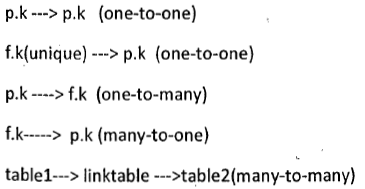 p.k ---> p.k (one-to-one)
f.k(unique) ---> p.k (one-to-one)
p.k ----> f.k (one-to-many)
f.k-----> p.k (many-to-one)
table1---> linktable --->table2(many-to-many)